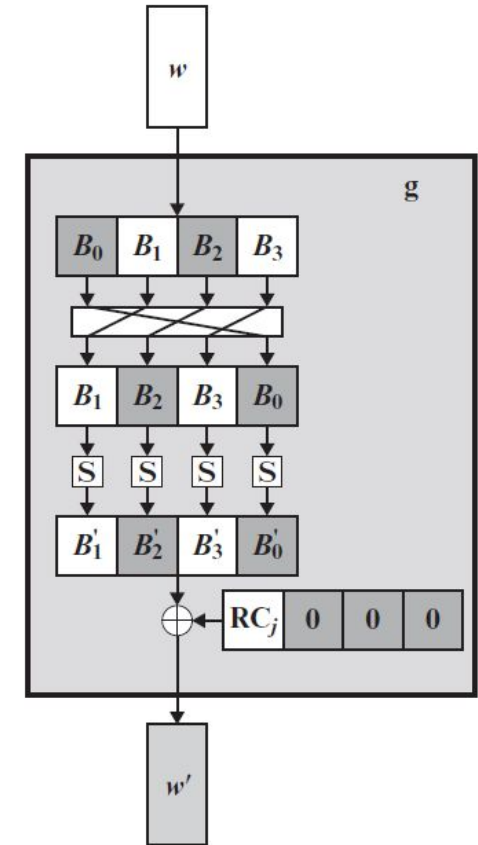 w
g
B₀ B₁ B₂ B₃
B₁ B₂ B₃ B₀
S S S S
B'₁ B'₂ B'₃ B'₀
RCⱼ 0 0 0
w'